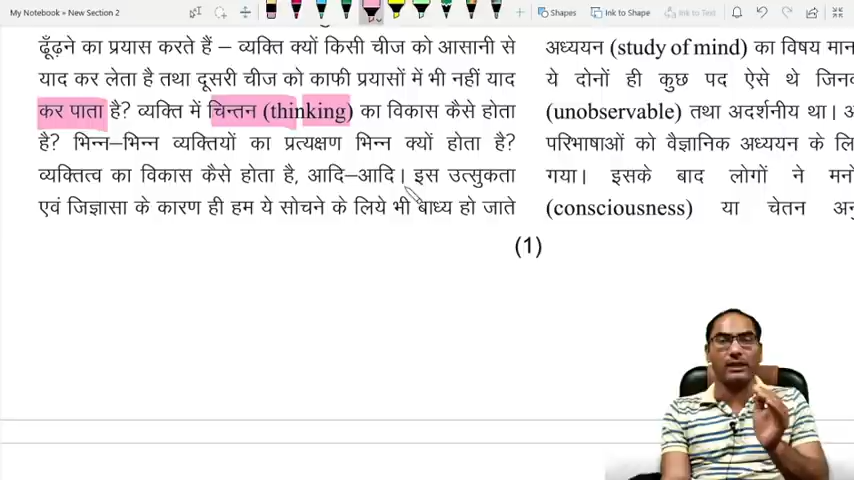 My Notebook » New Section 2
Shapes
Ink to Shape
Ink to Text
ढूँढ़ने का प्रयास करते हैं – व्यक्ति क्यों किसी चीज को आसानी से
याद कर लेता है तथा दूसरी चीज को काफी प्रयासों में भी नहीं याद
कर पाता है? व्यक्ति में चिन्तन (thinking) का विकास कैसे होता
है? भिन्न–भिन्न व्यक्तियों का प्रत्यक्षण भिन्न क्यों होता है?
व्यक्तित्व का विकास कैसे होता है, आदि–आदि। इस उत्सुकता
एवं जिज्ञासा के कारण ही हम ये सोचने के लिये भी बाध्य हो जाते
अध्ययन (study of mind) का विषय मान
ये दोनों ही कुछ पद ऐसे थे जिन
(unobservable) तथा अदर्शनीय था।
परिभाषाओं को वैज्ञानिक अध्ययन के लि
गया। इसके बाद लोगों ने मनो
(consciousness) या चेतन अनु
(1)